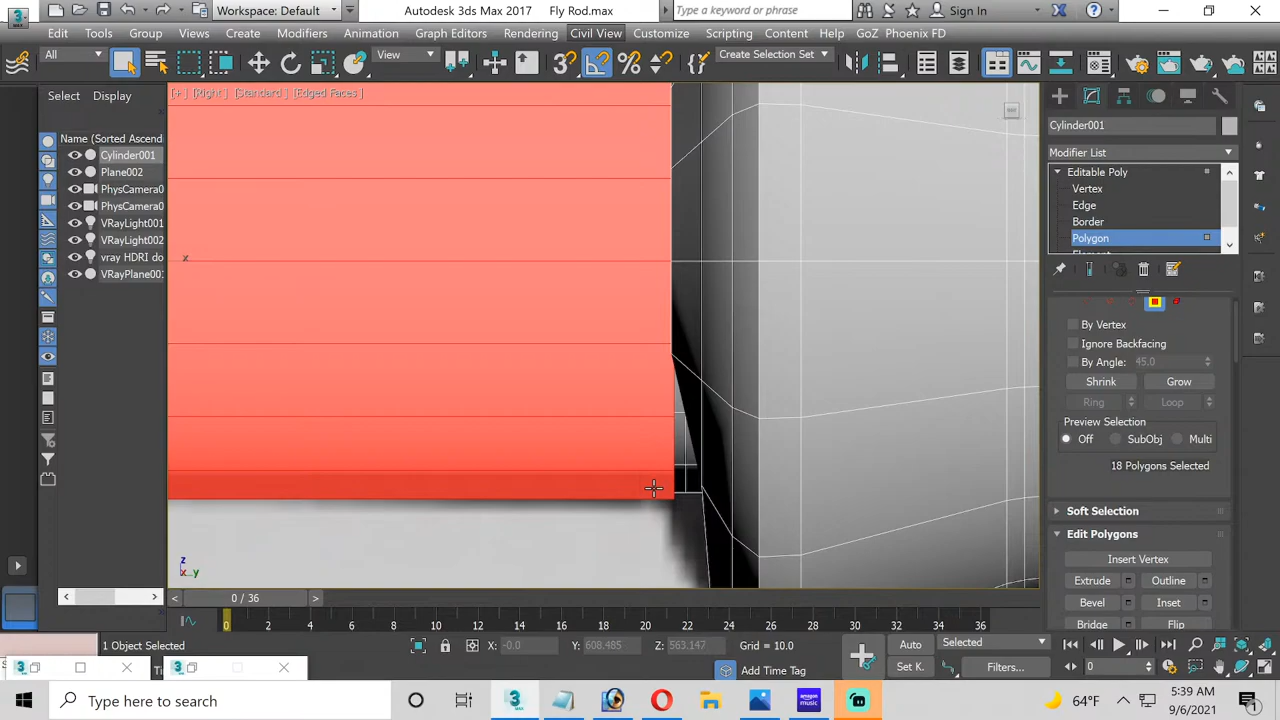 Workspace: Default
Autodesk 3ds Max 2017    Fly Rod.max
Type a keyword or phrase
Sign In
Edit Tools Group Views Create Modifiers Animation Graph Editors Rendering Civil View Customize Scripting Content Help GoZ Phoenix FD
All
View
Create Selection Set
Select Display
[+] [Right] [Standard] [Edged Faces]
Name (Sorted Ascend
Cylinder001
Plane002
PhysCamera0
PhysCamera0
VRayLight001
VRayLight002
vray HDRI do
VRayPlane001
x
z
x y
Cylinder001
Modifier List
Editable Poly
Vertex
Edge
Border
Polygon
By Vertex
Ignore Backfacing
By Angle: 45.0
Shrink Grow
Ring Loop
Preview Selection
Off SubObj Multi
18 Polygons Selected
Soft Selection
Edit Polygons
Insert Vertex
Extrude Outline
Bevel Inset
Bridge Flip
< 0 / 36 >
0 2 4 6 8 10 12 14 16 18 20 22 24 26 28 30 32 34 36
1 Object Selected
X: -0.0 Y: 608.485 Z: 563.147 Grid = 10.0
Auto Selected
Add Time Tag
Set K. Filters...
0
Type here to search
amazon music
64°F
5:39 AM
9/6/2021
1